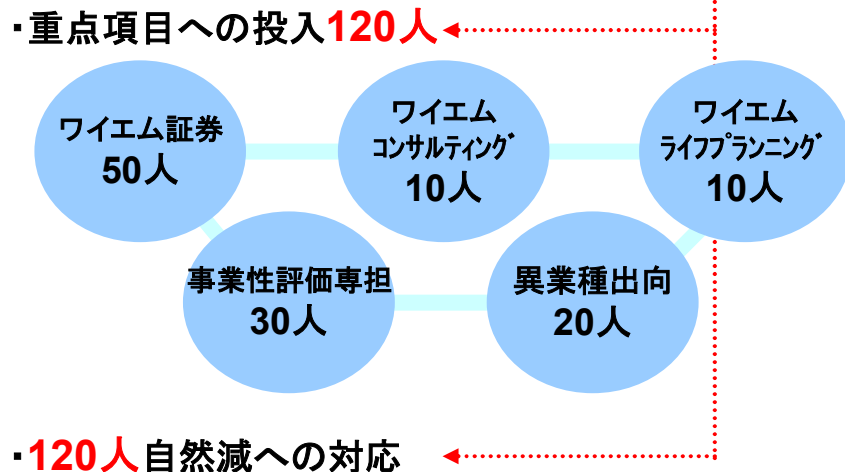 ・重点項目への投入120人
ワイエム証券
50人
ワイエム
コンサルティング
10人
ワイエム
ライフプランニング
10人
事業性評価専担
30人
異業種出向
20人
・120人自然減への対応